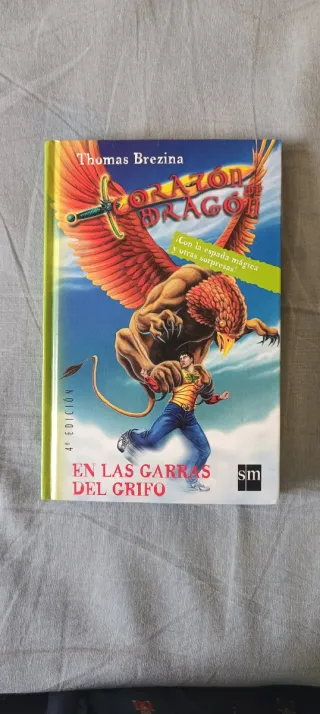 Thomas Brezina
CORAZÓN DE
DRAGÓN
¡Con la espada mágica
y otras sorpresas!
4ª EDICIÓN
EN LAS GARRAS
DEL GRIFO
sm